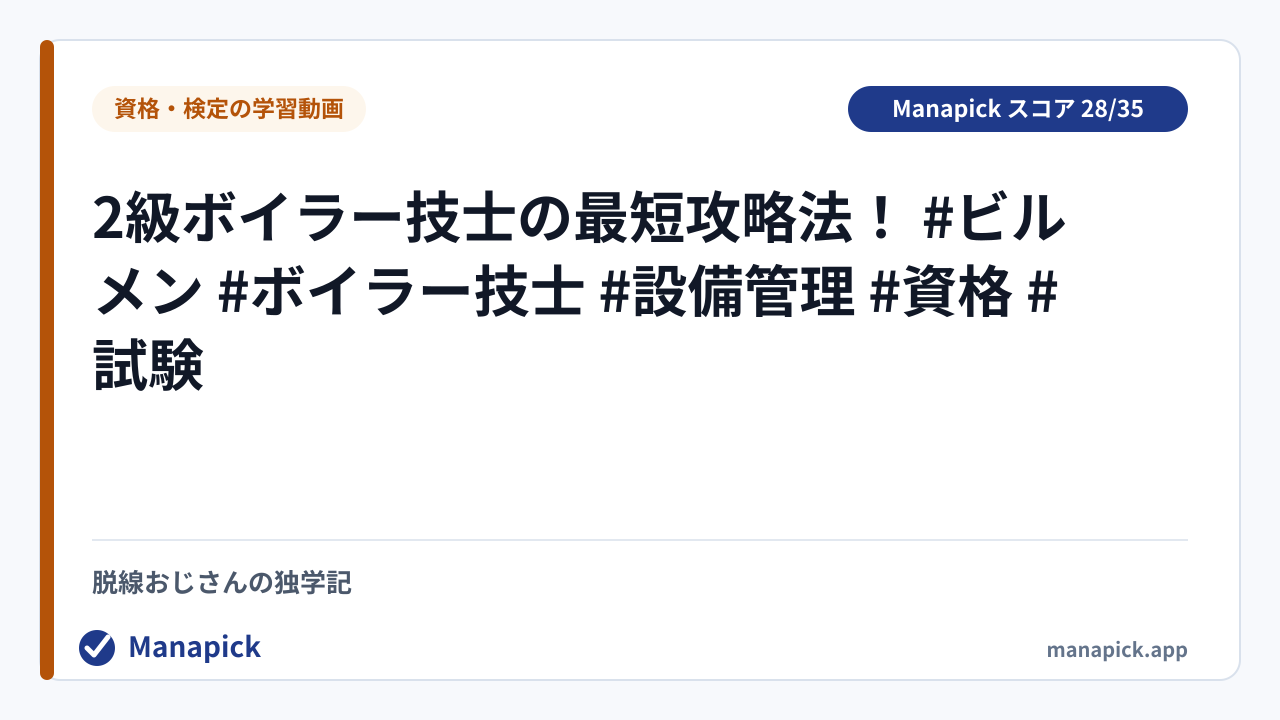 資格・検定の学習動画
Manapick スコア 28/35
2級ボイラー技士の最短攻略法！ #ビル
メン #ボイラー技士 #設備管理 #資格 #
試験
脱線おじさんの独学記
Manapick
manapick.app